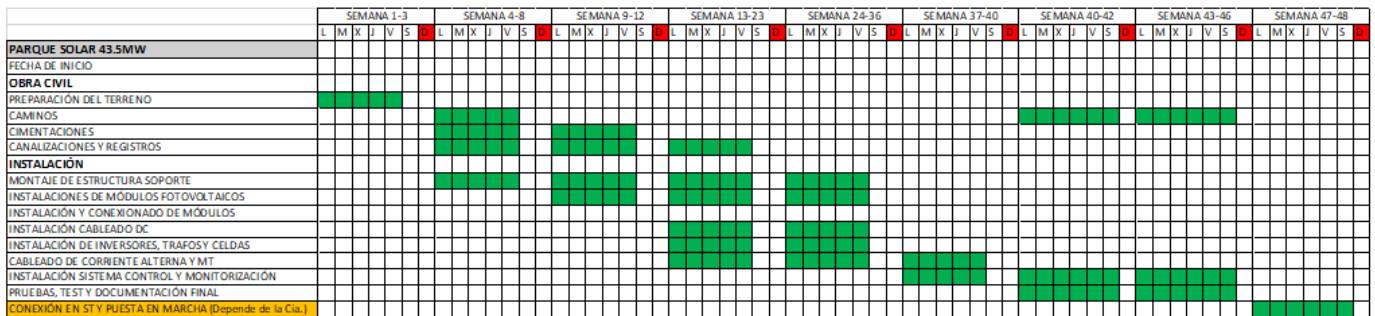 SEMANA 1-3 SEMANA 4-8 SEMANA 9-12 SEMANA 13-23 SEMANA 24-36 SEMANA 37-40 SEMANA 40-42 SEMANA 43-46 SEMANA 47-48
L M X J V S D L M X J V S D L M X J V S D L M X J V S D L M X J V S D L M X J V S D L M X J V S D L M X J V S D L M X J V S D
PARQUE SOLAR 43.5MW
FECHA DE INICIO
OBRA CIVIL
PREPARACIÓN DEL TERRENO
CAMINOS
CIMENTACIONES
CANALIZACIONES Y REGISTROS
INSTALACIÓN
MONTAJE DE ESTRUCTURA SOPORTE
INSTALACIONES DE MÓDULOS FOTOVOLTAICOS
INSTALACIÓN Y CONEXIONADO DE MÓDULOS
INSTALACIÓN CABLEADO DC
INSTALACIÓN DE INVERSORES, TRAFOS Y CELDAS
CABLEADO DE CORRIENTE ALTERNA Y MT
INSTALACIÓN SISTEMA CONTROL Y MONITORIZACIÓN
PRUEBAS, TEST Y DOCUMENTACIÓN FINAL
CONEXIÓN EN ST Y PUESTA EN MARCHA (Depende de la Cía.)